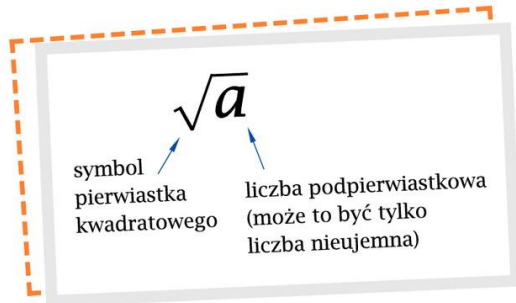 √a
symbol
pierwiastka
kwadratowego
liczba podpierwiastkowa
(może to być tylko
liczba nieujemna)